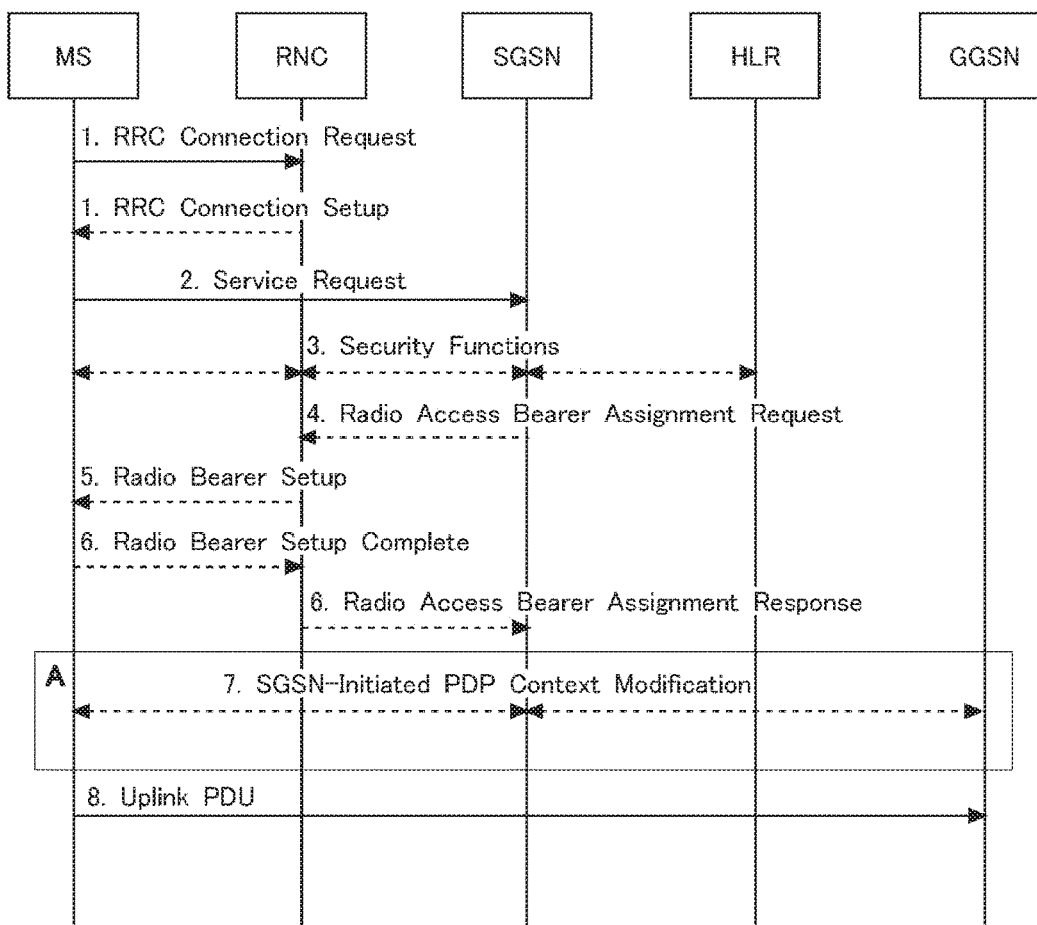 MS RNC SGSN HLR GGSN
1. RRC Connection Request
1. RRC Connection Setup
2. Service Request
3. Security Functions
4. Radio Access Bearer Assignment Request
5. Radio Bearer Setup
6. Radio Bearer Setup Complete
6. Radio Access Bearer Assignment Response
A
7. SGSN-Initiated PDP Context Modification
8. Uplink PDU